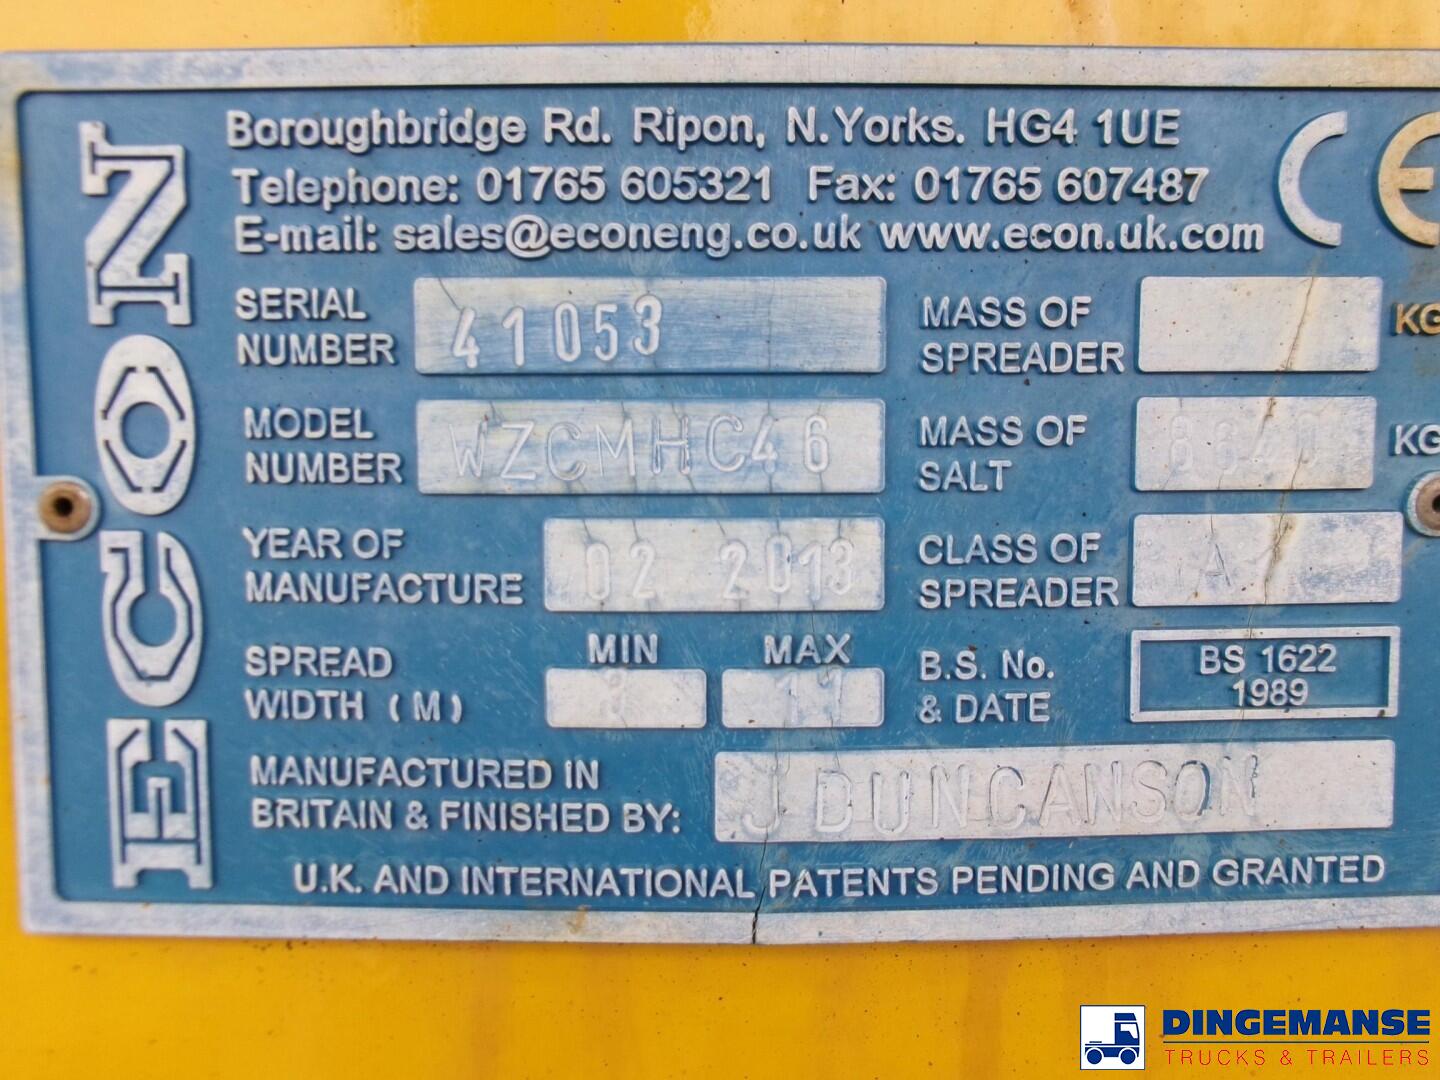 ECON
Boroughbridge Rd. Ripon, N.Yorks. HG4 1UE
Telephone: 01765 605321 Fax: 01765 607487
E-mail: sales@econeng.co.uk www.econ.uk.com
CE
SERIAL NUMBER 41053
MASS OF SPREADER KG
MODEL NUMBER WZCMHC46
MASS OF SALT 8640 KG
YEAR OF MANUFACTURE 02 2013
CLASS OF SPREADER A
SPREAD WIDTH (M) MIN MAX 11
B.S. No. & DATE BS 1622 1989
MANUFACTURED IN
BRITAIN & FINISHED BY: J DUNCANSON
U.K. AND INTERNATIONAL PATENTS PENDING AND GRANTED
DINGEMANSE
TRUCKS & TRAILERS